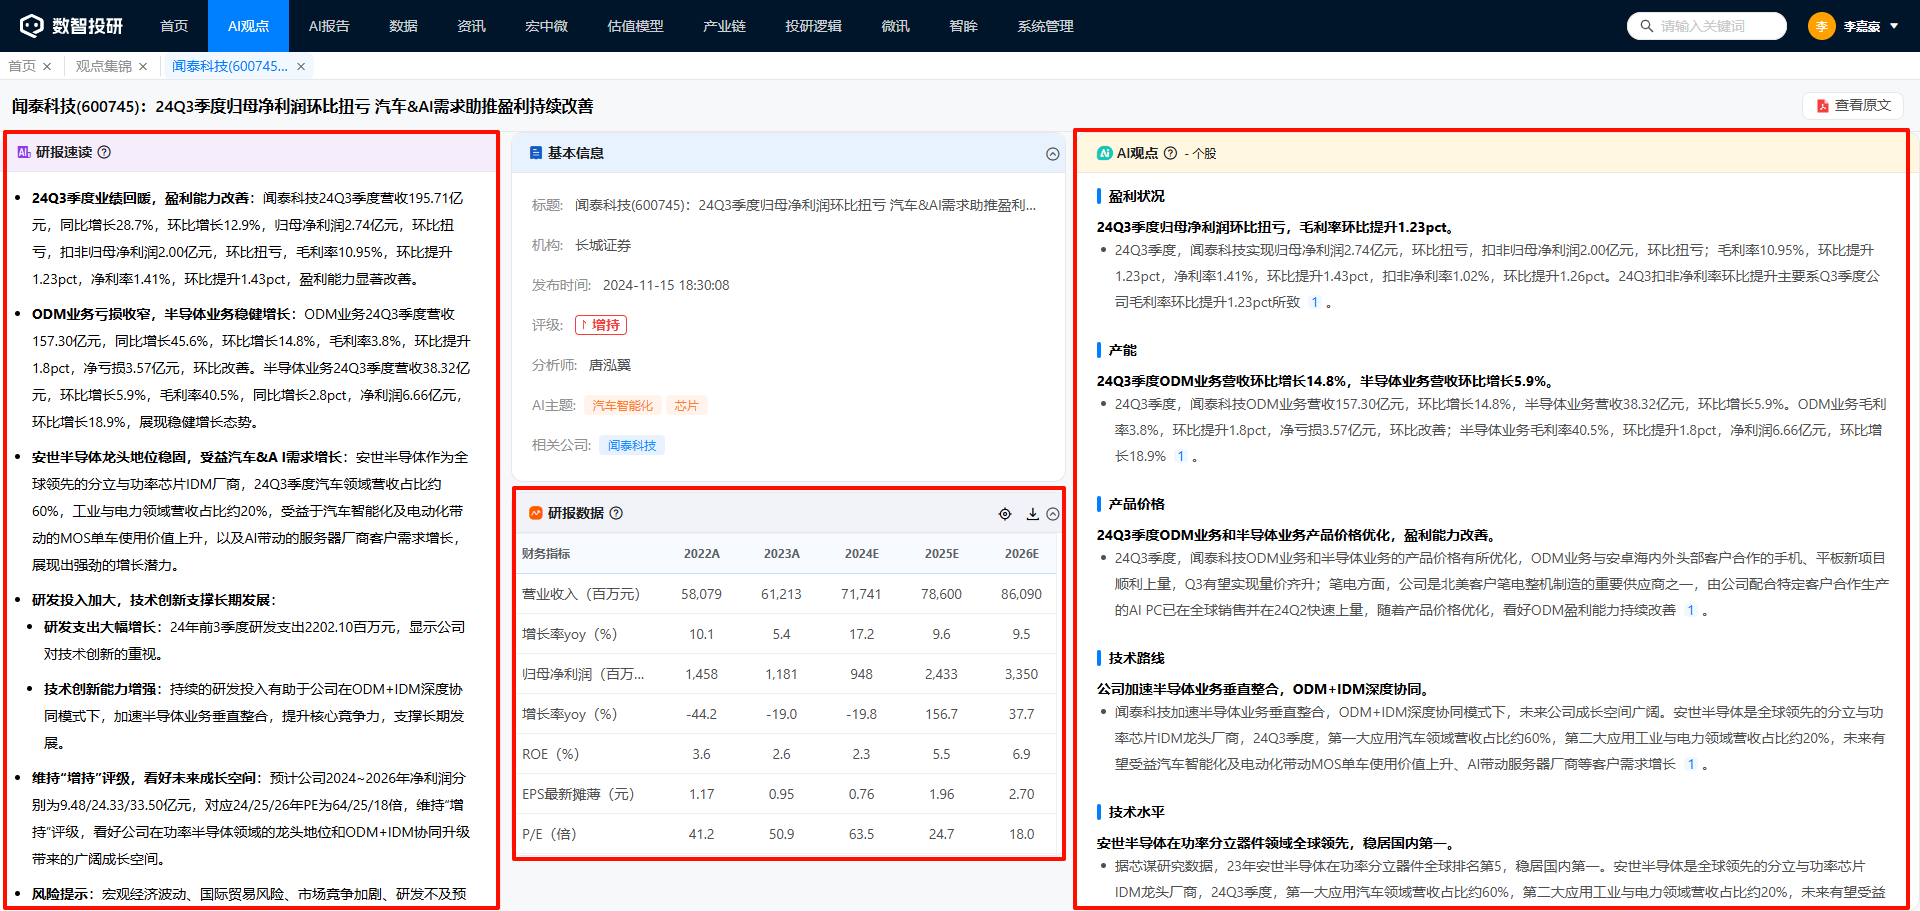 数智投研 首页 AI观点 AI报告 数据 资讯 宏中微 估值模型 产业链 投研逻辑 微讯 智眸 系统管理 请输入关键词 李 李嘉豪
首页 观点集锦 闻泰科技(600745...
闻泰科技(600745)：24Q3季度归母净利润环比扭亏 汽车&AI需求助推盈利持续改善
查看原文
研报速读
24Q3季度业绩回暖，盈利能力改善：闻泰科技24Q3季度营收195.71亿
元，同比增长28.7%，环比增长12.9%，归母净利润2.74亿元，环比扭
亏，扣非归母净利润2.00亿元，环比扭亏，毛利率10.95%，环比提升
1.23pct，净利率1.41%，环比提升1.43pct，盈利能力显著改善。
ODM业务亏损收窄，半导体业务稳健增长：ODM业务24Q3季度营收
157.30亿元，同比增长45.6%，环比增长14.8%，毛利率3.8%，环比提升
1.8pct，净亏损3.57亿元，环比改善。半导体业务24Q3季度营收38.32亿
元，环比增长5.9%，毛利率40.5%，同比增长2.8pct，净利润6.66亿元，
环比增长18.9%，展现稳健增长态势。
安世半导体龙头地位稳固，受益汽车&A I需求增长：安世半导体作为全
球领先的分立与功率芯片IDM厂商，24Q3季度汽车领域营收占比约
60%，工业与电力领域营收占比约20%，受益于汽车智能化及电动化带
动的MOS单车使用价值上升，以及AI带动的服务器厂商客户需求增长，
展现出强劲的增长潜力。
研发投入加大，技术创新支撑长期发展：
研发支出大幅增长：24年前3季度研发支出2202.10百万元，显示公司
对技术创新的重视。
技术创新能力增强：持续的研发投入有助于公司在ODM+IDM深度协
同模式下，加速半导体业务垂直整合，提升核心竞争力，支撑长期发
展。
维持“增持”评级，看好未来成长空间：预计公司2024~2026年净利润分
别为9.48/24.33/33.50亿元，对应24/25/26年PE为64/25/18倍，维持“增
持”评级，看好公司在功率半导体领域的龙头地位和ODM+IDM协同升级
带来的广阔成长空间。
风险提示：宏观经济波动、国际贸易风险、市场竞争加剧、研发不及预
基本信息
标题: 闻泰科技(600745)：24Q3季度归母净利润环比扭亏 汽车&AI需求助推盈利...
机构: 长城证券
发布时间: 2024-11-15 18:30:08
评级: 增持
分析师: 唐泓翼
AI主题: 汽车智能化 芯片
相关公司: 闻泰科技
研报数据
财务指标 2022A 2023A 2024E 2025E 2026E
营业收入（百万元） 58,079 61,213 71,741 78,600 86,090
增长率yoy（%） 10.1 5.4 17.2 9.6 9.5
归母净利润（百万... 1,458 1,181 948 2,433 3,350
增长率yoy（%） -44.2 -19.0 -19.8 156.7 37.7
ROE（%） 3.6 2.6 2.3 5.5 6.9
EPS最新摊薄（元） 1.17 0.95 0.76 1.96 2.70
P/E（倍） 41.2 50.9 63.5 24.7 18.0
AI观点 - 个股
盈利状况
24Q3季度归母净利润环比扭亏，毛利率环比提升1.23pct。
24Q3季度，闻泰科技实现归母净利润2.74亿元，环比扭亏，扣非归母净利润2.00亿元，环比扭亏；毛利率10.95%，环比提升
1.23pct，净利率1.41%，环比提升1.43pct，扣非净利率1.02%，环比提升1.26pct。24Q3扣非净利率环比提升主要系Q3季度公
司毛利率环比提升1.23pct所致 1 。
产能
24Q3季度ODM业务营收环比增长14.8%，半导体业务营收环比增长5.9%。
24Q3季度，闻泰科技ODM业务营收157.30亿元，环比增长14.8%，半导体业务营收38.32亿元，环比增长5.9%。ODM业务毛利
率3.8%，环比提升1.8pct，净亏损3.57亿元，环比改善；半导体业务毛利率40.5%，环比提升1.8pct，净利润6.66亿元，环比增
长18.9% 1 。
产品价格
24Q3季度ODM业务和半导体业务产品价格优化，盈利能力改善。
24Q3季度，闻泰科技ODM业务和半导体业务的产品价格有所优化，ODM业务与安卓海内外头部客户合作的手机、平板新项目
顺利上量，Q3有望实现量价齐升；笔电方面，公司是北美客户笔电整机制造的重要供应商之一，由公司配合特定客户合作生产
的AI PC已在全球销售并在24Q2快速上量，随着产品价格优化，看好ODM盈利能力持续改善 1 。
技术路线
公司加速半导体业务垂直整合，ODM+IDM深度协同。
闻泰科技加速半导体业务垂直整合，ODM+IDM深度协同模式下，未来公司成长空间广阔。安世半导体是全球领先的分立与功
率芯片IDM龙头厂商，24Q3季度，第一大应用汽车领域营收占比约60%，第二大应用工业与电力领域营收占比约20%，未来有
望受益汽车智能化及电动化带动MOS单车使用价值上升、AI带动服务器厂商等客户需求增长 1 。
技术水平
安世半导体在功率分立器件领域全球领先，稳居国内第一。
据芯谋研究数据，23年安世半导体在功率分立器件全球排名第5，稳居国内第一。安世半导体是全球领先的分立与功率芯片
IDM龙头厂商，24Q3季度，第一大应用汽车领域营收占比约60%，第二大应用工业与电力领域营收占比约20%，未来有望受益